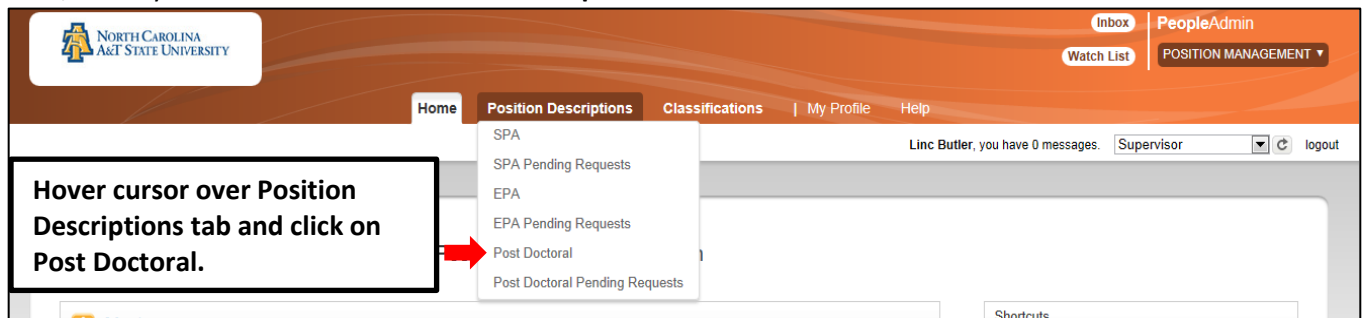 NORTH CAROLINA
A&T STATE UNIVERSITY
Inbox
PeopleAdmin
Watch List
POSITION MANAGEMENT
Home
Position Descriptions
Classifications
| My Profile
Help
Linc Butler, you have 0 messages.
Supervisor
logout
SPA
SPA Pending Requests
EPA
EPA Pending Requests
Post Doctoral
Post Doctoral Pending Requests
Hover cursor over Position
Descriptions tab and click on
Post Doctoral.
Shortcuts